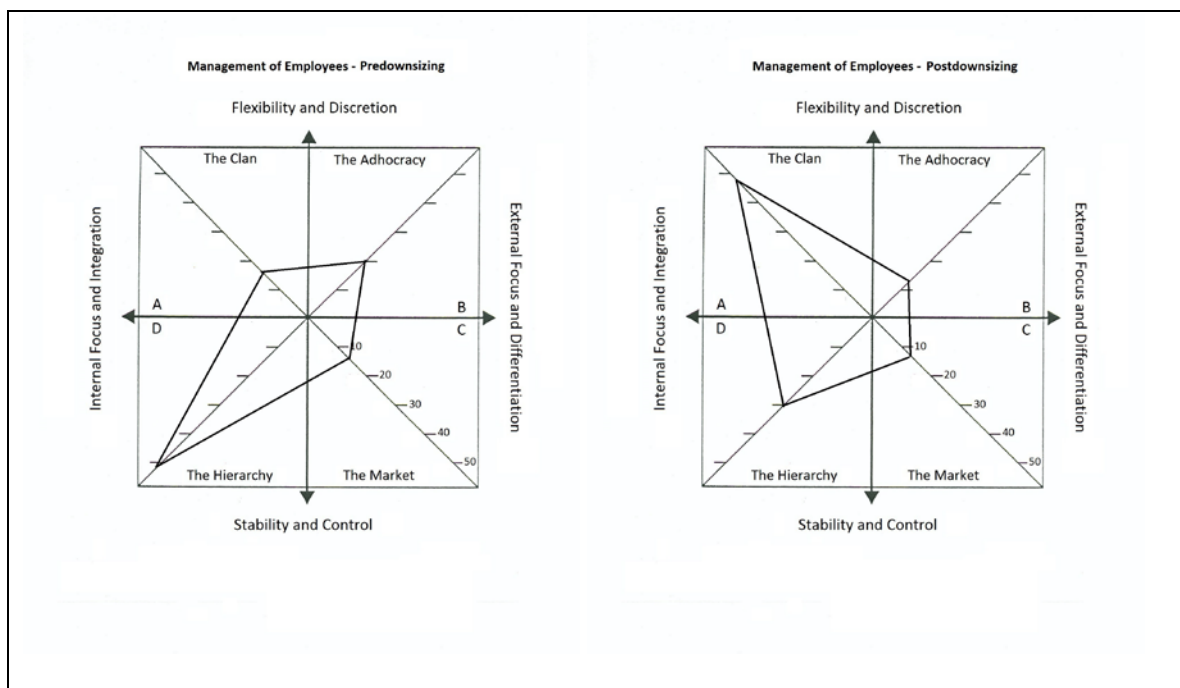 Management of Employees - Predownsizing
Flexibility and Discretion
The Clan
The Adhocracy
Internal Focus and Integration
External Focus and Differentiation
A
B
D
C
10
20
30
40
50
The Hierarchy
The Market
Stability and Control
Management of Employees - Postdownsizing
Flexibility and Discretion
The Clan
The Adhocracy
Internal Focus and Integration
External Focus and Differentiation
A
B
D
C
10
20
30
40
50
The Hierarchy
The Market
Stability and Control